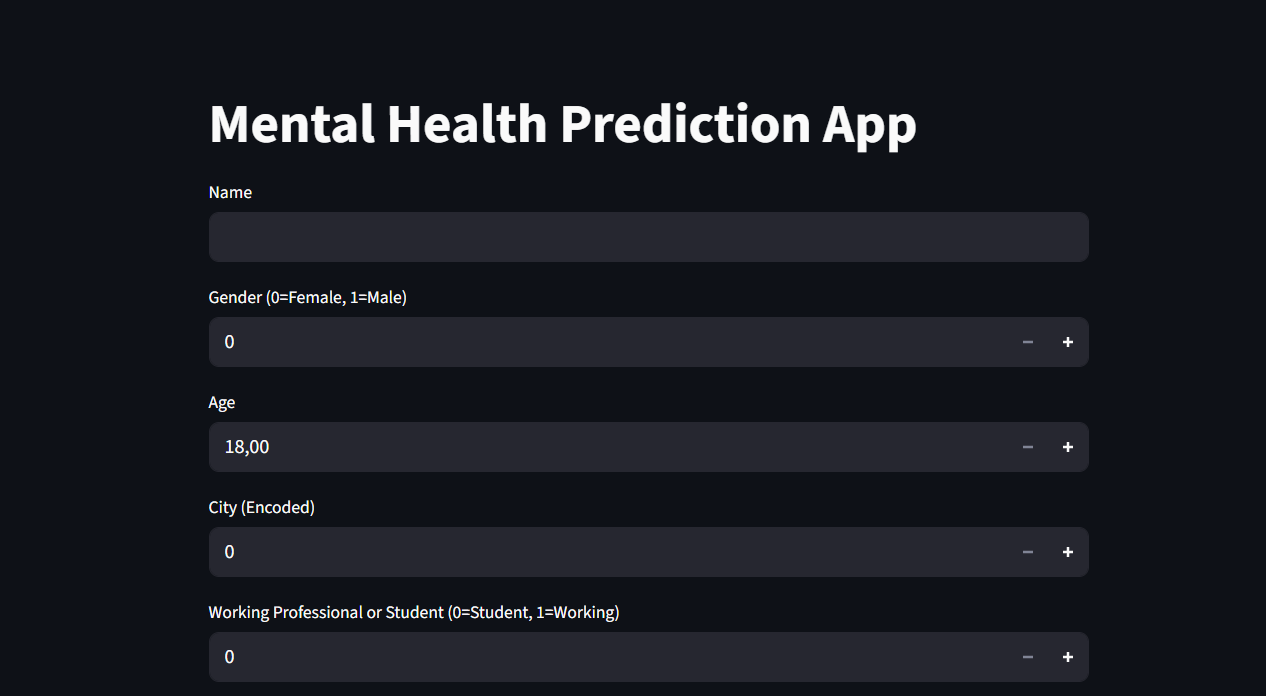 Mental Health Prediction App
Name
Gender (0=Female, 1=Male)
0
Age
18,00
City (Encoded)
0
Working Professional or Student (0=Student, 1=Working)
0